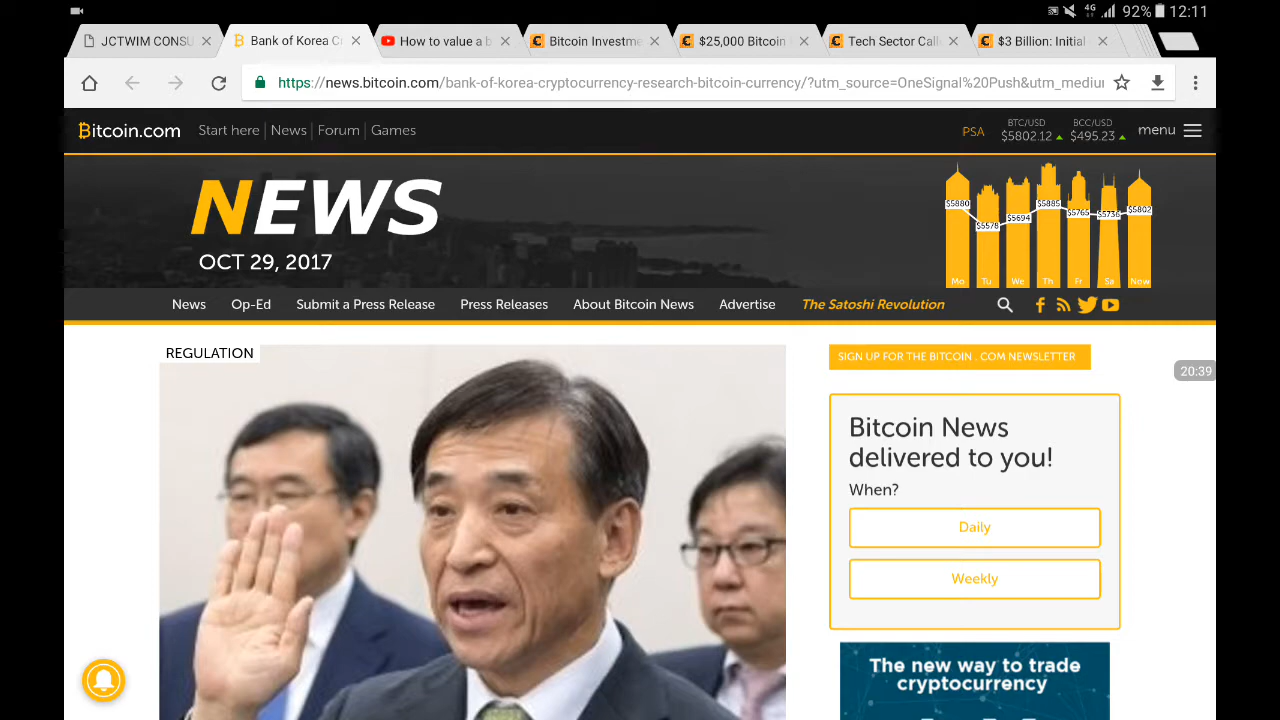 4G 92% 12:11
JCTWIM CONSU
Bank of Korea C
How to value a b
Bitcoin Investme
$25,000 Bitcoin
Tech Sector Call
$3 Billion: Initial
https://news.bitcoin.com/bank-of-korea-cryptocurrency-research-bitcoin-currency/?utm_source=OneSignal%20Push&utm_mediu
Bitcoin.com Start here News Forum Games
PSA
BTC/USD
$5802.12
BCC/USD
$495.23
menu
NEWS
OCT 29, 2017
$5880 $5578 $5694 $5885 $5765 $5736 $5802
Mo Tu We Th Fr Sa Now
News Op-Ed Submit a Press Release Press Releases About Bitcoin News Advertise The Satoshi Revolution
REGULATION
SIGN UP FOR THE BITCOIN . COM NEWSLETTER
20:39
Bitcoin News
delivered to you!
When?
Daily
Weekly
The new way to trade
cryptocurrency